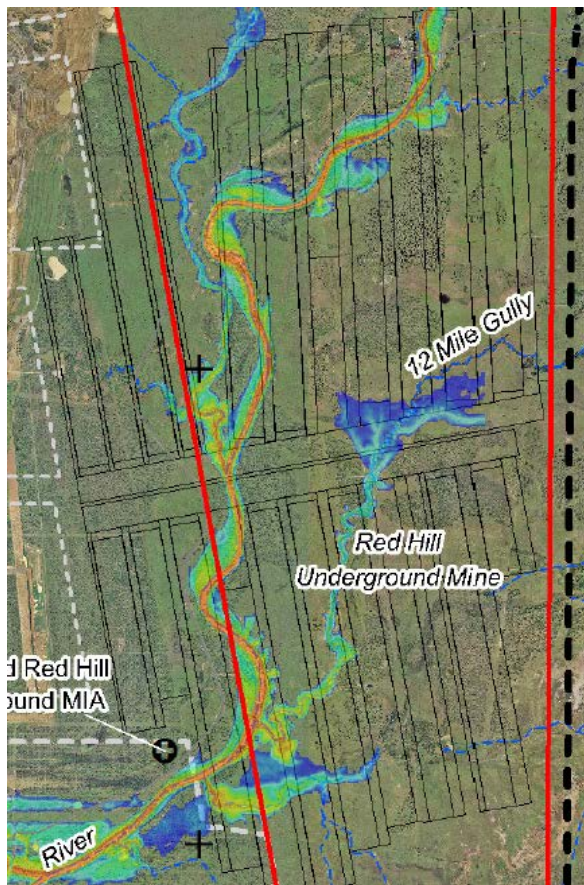 12 Mile Gully
Red Hill
Underground Mine
d Red Hill
ound MIA
River